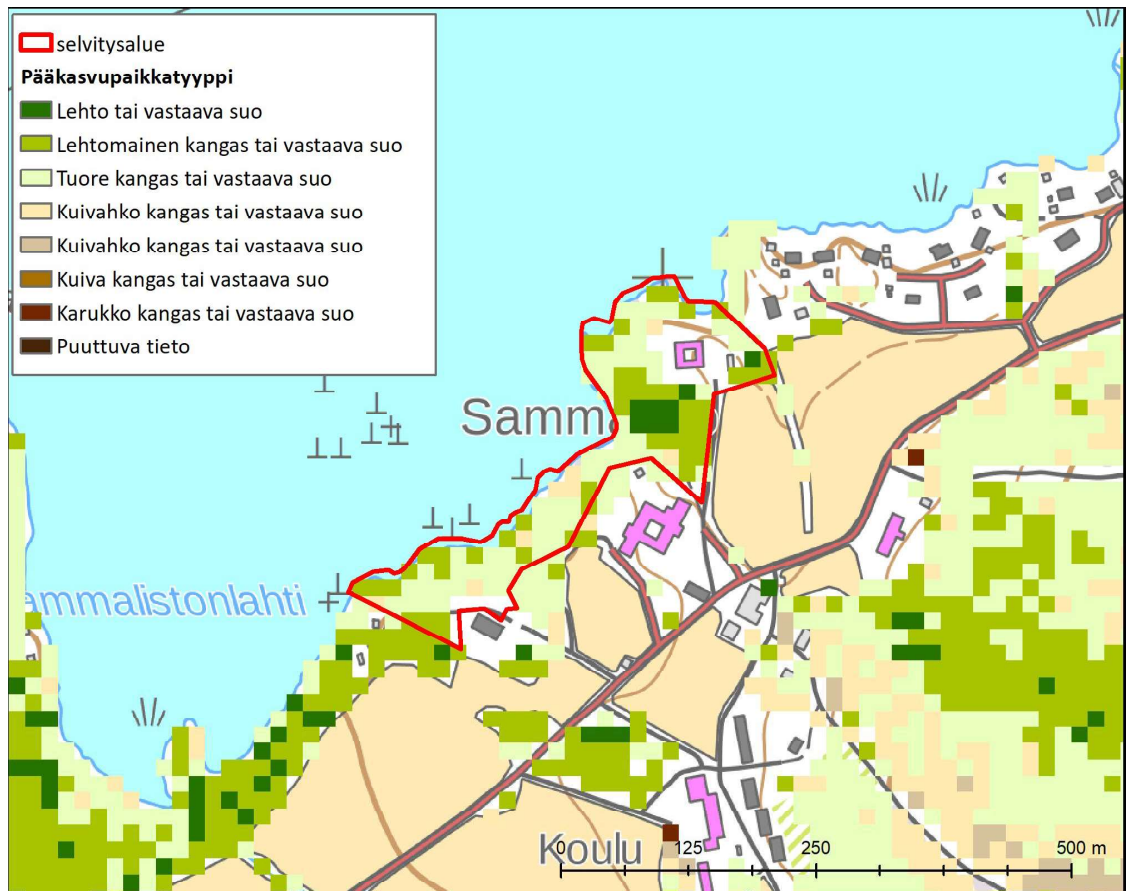 selvitysalue
Pääkasvupaikkatyyppi
Lehto tai vastaava suo
Lehtomainen kangas tai vastaava suo
Tuore kangas tai vastaava suo
Kuivahko kangas tai vastaava suo
Kuivahko kangas tai vastaava suo
Kuiva kangas tai vastaava suo
Karukko kangas tai vastaava suo
Puuttuva tieto
ammalistonlahti
Koulu
0 125 250 500 m